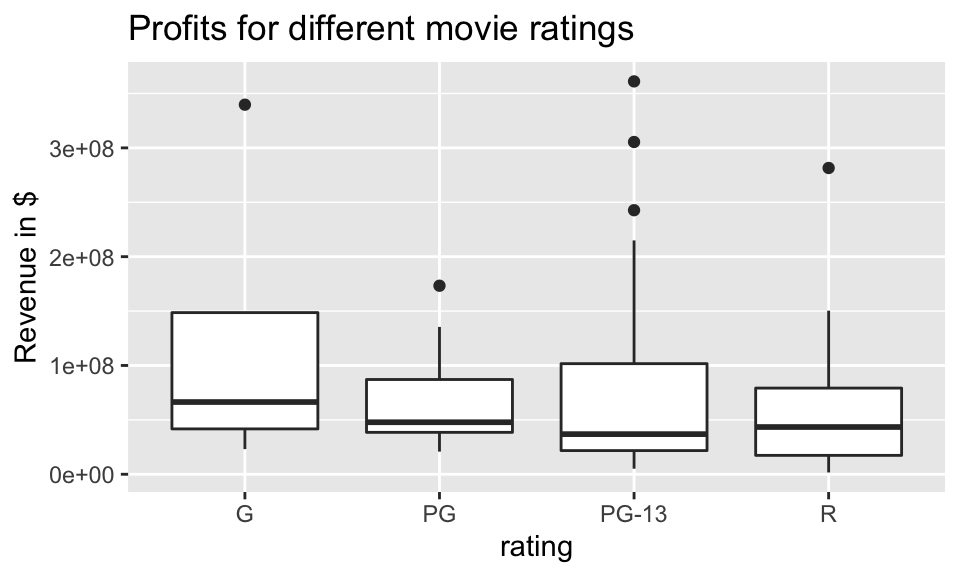 Profits for different movie ratings
Revenue in $
3e+08
2e+08
1e+08
0e+00
G PG PG-13 R
rating